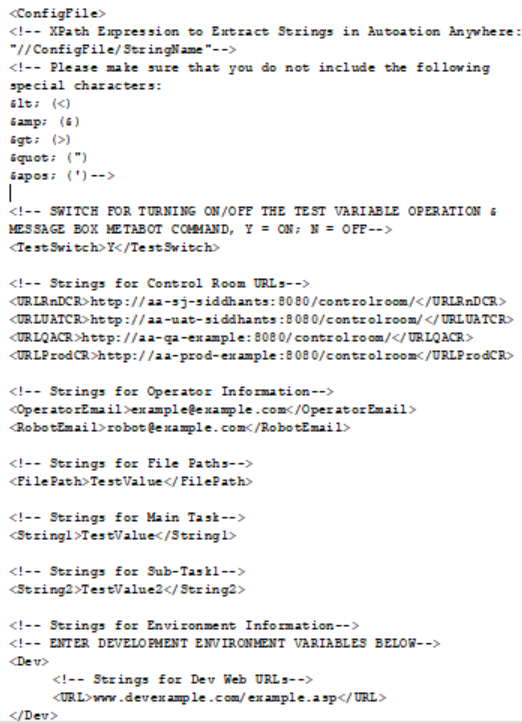 <ConfigFile>
<!-- XPath Expression to Extract Strings in Autoation Anywhere:
"//ConfigFile/StringName"-->
<!-- Please make sure that you do not include the following
special characters:
&lt; (<)
&amp; (&)
&gt; (>)
&quot; (")
&apos; (')-->
<!-- SWITCH FOR TURNING ON/OFF THE TEST VARIABLE OPERATION &
MESSAGE BOX METABOT COMMAND, Y = ON; N = OFF-->
<TestSwitch>Y</TestSwitch>
<!-- Strings for Control Room URLs-->
<URLRnDCR>http://aa-sj-siddhants:8080/controlroom/</URLRnDCR>
<URLUATCR>http://aa-uat-siddhants:8080/controlroom/</URLUATCR>
<URLQACR>http://aa-qa-example:8080/controlroom/</URLQACR>
<URLProdCR>http://aa-prod-example:8080/controlroom</URLProdCR>
<!-- Strings for Operator Information-->
<OperatorEmail>example@example.com</OperatorEmail>
<RobotEmail>robot@example.com</RobotEmail>
<!-- Strings for File Paths-->
<FilePath>TestValue</FilePath>
<!-- Strings for Main Task-->
<String1>TestValue</String1>
<!-- Strings for Sub-Task1-->
<String2>TestValue2</String2>
<!-- Strings for Environment Information-->
<!-- ENTER DEVELOPMENT ENVIRONMENT VARIABLES BELOW-->
<Dev>
<!-- Strings for Dev Web URLs-->
<URL>www.devexample.com/example.asp</URL>
</Dev>